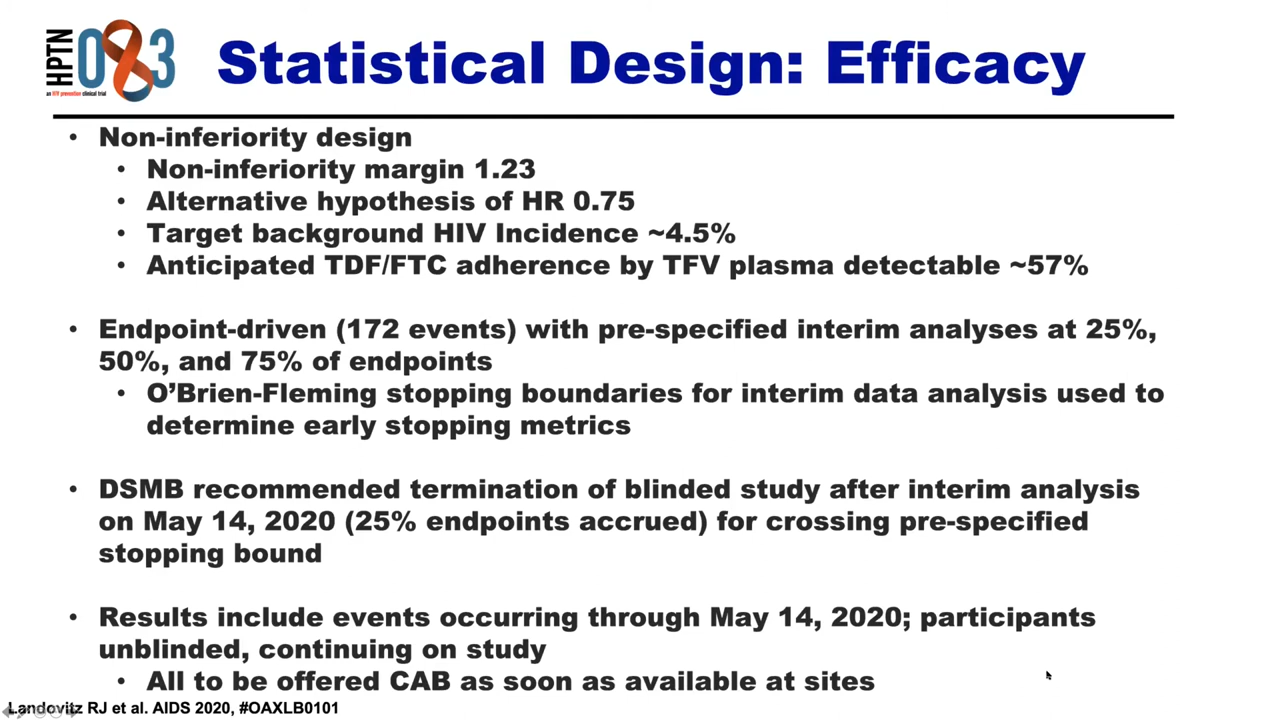 HPTN 083
an HIV prevention clinical trial
Statistical Design: Efficacy
• Non-inferiority design
• Non-inferiority margin 1.23
• Alternative hypothesis of HR 0.75
• Target background HIV Incidence ~4.5%
• Anticipated TDF/FTC adherence by TFV plasma detectable ~57%
• Endpoint-driven (172 events) with pre-specified interim analyses at 25%,
50%, and 75% of endpoints
• O’Brien-Fleming stopping boundaries for interim data analysis used to
determine early stopping metrics
• DSMB recommended termination of blinded study after interim analysis
on May 14, 2020 (25% endpoints accrued) for crossing pre-specified
stopping bound
• Results include events occurring through May 14, 2020; participants
unblinded, continuing on study
• All to be offered CAB as soon as available at sites
Landovitz RJ et al. AIDS 2020, #OAXLB0101